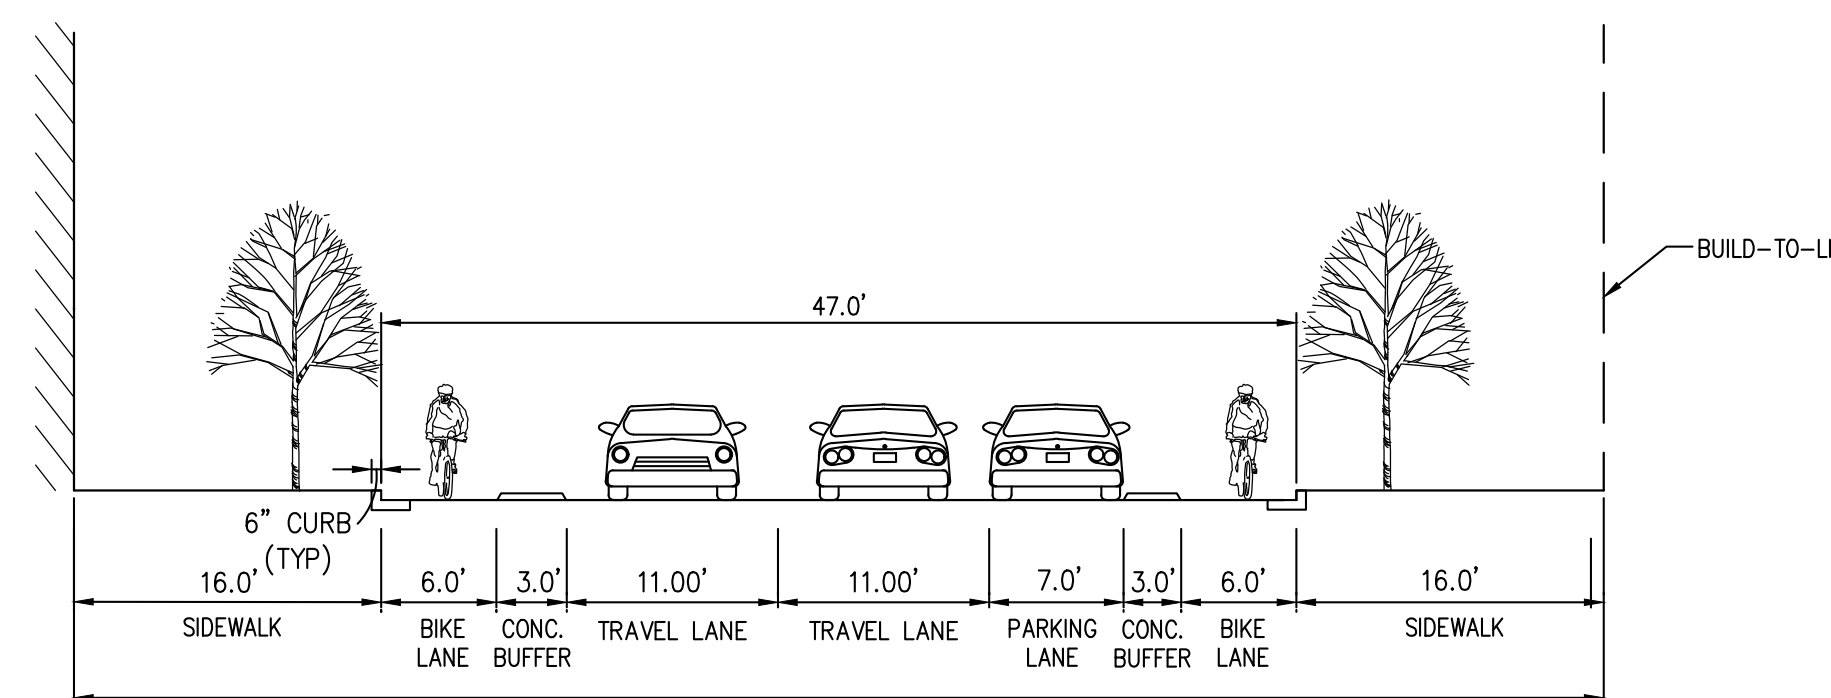 BUILD-TO-LI
47.0'
6" CURB
(TYP)
16.0' 6.0' 3.0' 11.00' 11.00' 7.0' 3.0' 6.0' 16.0'
SIDEWALK BIKE LANE CONC. BUFFER TRAVEL LANE TRAVEL LANE PARKING LANE CONC. BUFFER BIKE LANE SIDEWALK